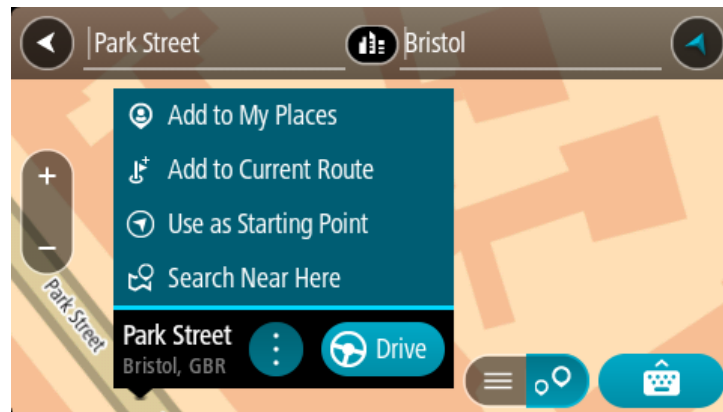 Park Street Bristol
Add to My Places
Add to Current Route
Use as Starting Point
Search Near Here
Park Street
Park Street
Bristol, GBR
Drive